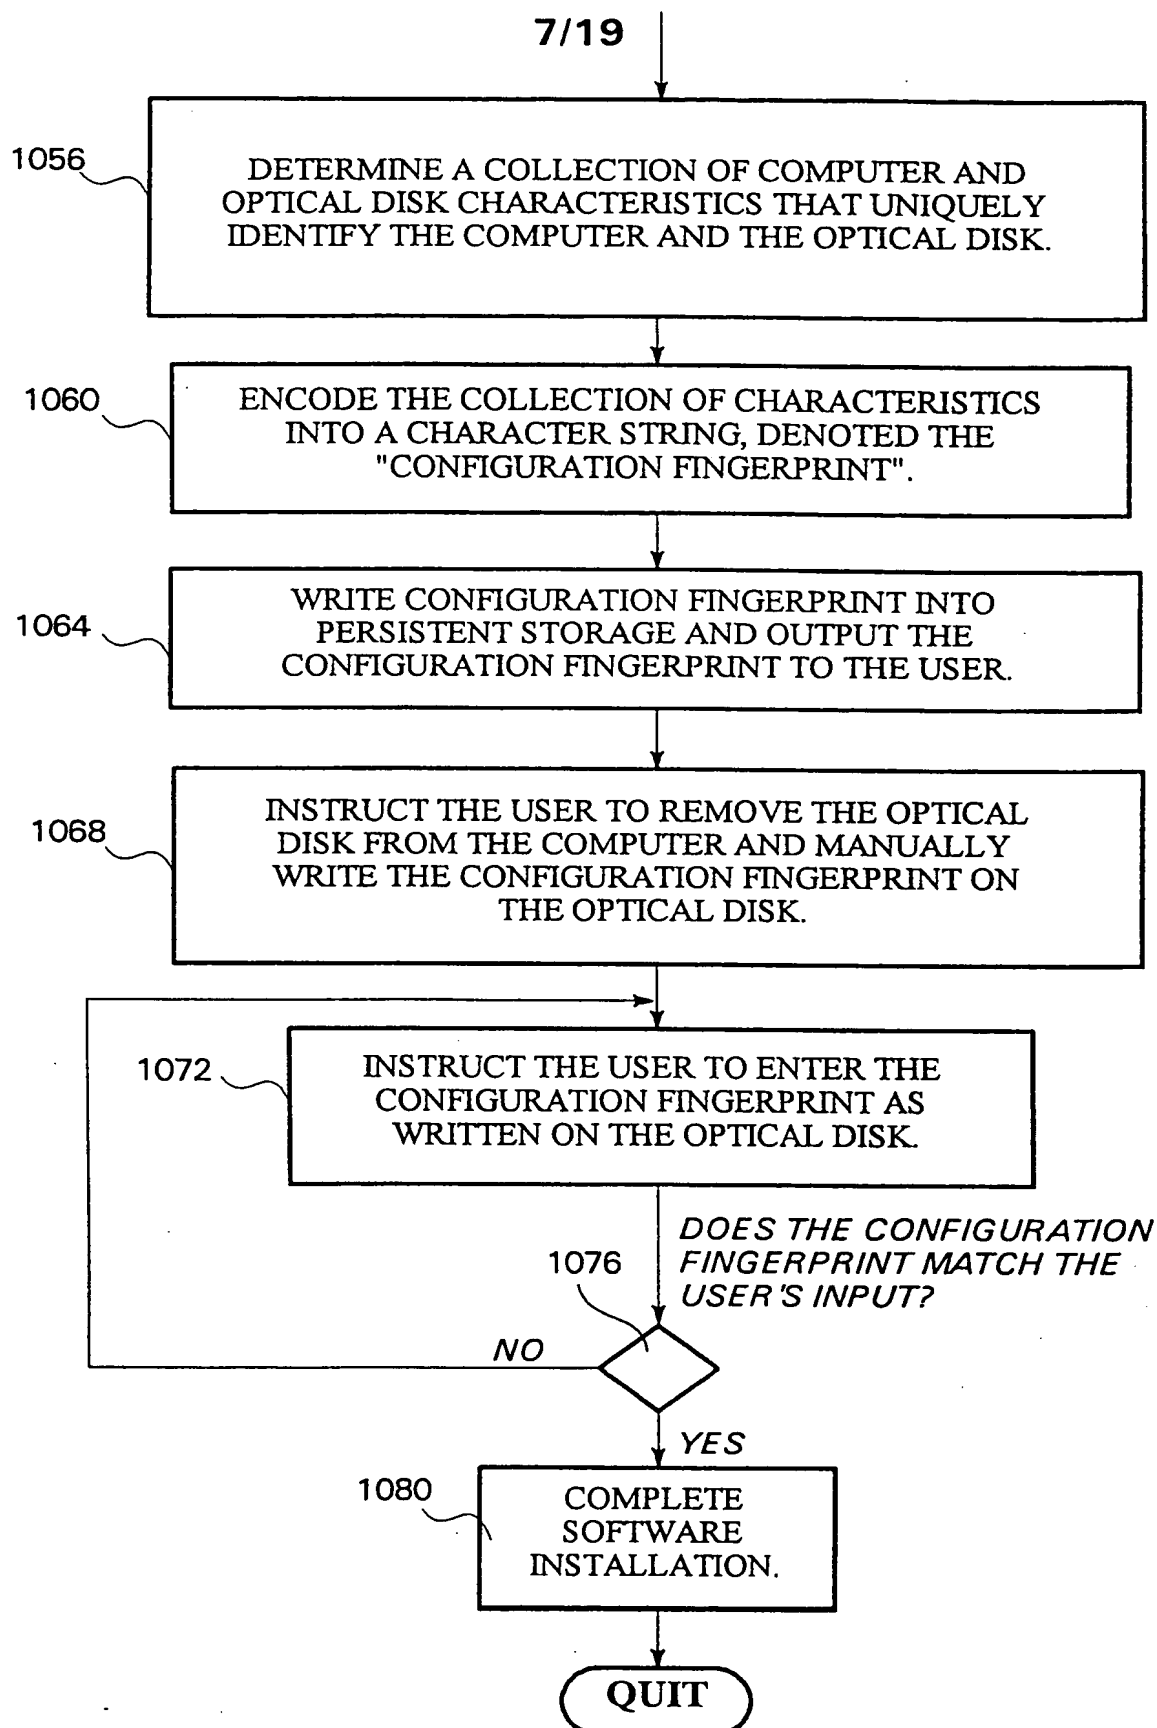 7/19
1056
DETERMINE A COLLECTION OF COMPUTER AND
OPTICAL DISK CHARACTERISTICS THAT UNIQUELY
IDENTIFY THE COMPUTER AND THE OPTICAL DISK.
1060
ENCODE THE COLLECTION OF CHARACTERISTICS
INTO A CHARACTER STRING, DENOTED THE
"CONFIGURATION FINGERPRINT".
1064
WRITE CONFIGURATION FINGERPRINT INTO
PERSISTENT STORAGE AND OUTPUT THE
CONFIGURATION FINGERPRINT TO THE USER.
1068
INSTRUCT THE USER TO REMOVE THE OPTICAL
DISK FROM THE COMPUTER AND MANUALLY
WRITE THE CONFIGURATION FINGERPRINT ON
THE OPTICAL DISK.
1072
INSTRUCT THE USER TO ENTER THE
CONFIGURATION FINGERPRINT AS
WRITTEN ON THE OPTICAL DISK.
DOES THE CONFIGURATION
FINGERPRINT MATCH THE
USER'S INPUT?
1076
NO
YES
1080
COMPLETE
SOFTWARE
INSTALLATION.
QUIT